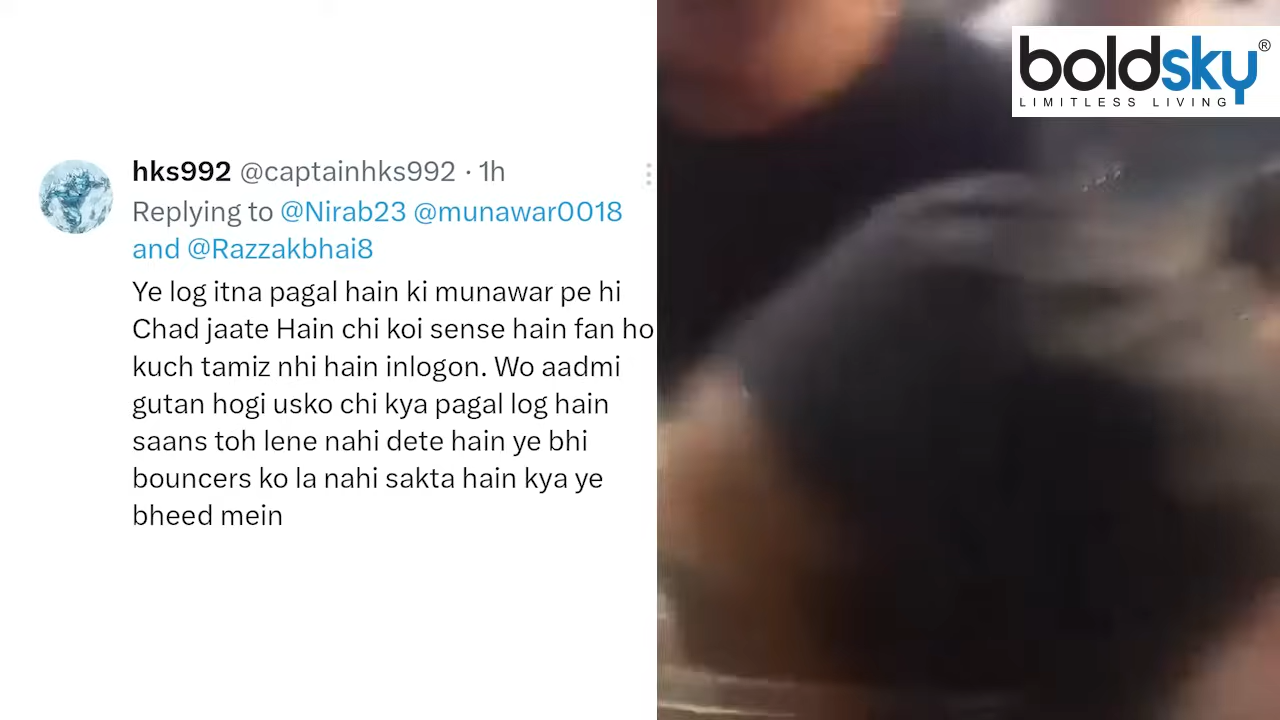 hks992 @captainhks992 · 1h
Replying to @Nirab23 @munawar0018
and @Razzakbhai8
Ye log itna pagal hain ki munawar pe hi
Chad jaate Hain chi koi sense hain fan ho
kuch tamiz nhi hain inlogon. Wo aadmi
gutan hogi usko chi kya pagal log hain
saans toh lene nahi dete hain ye bhi
bouncers ko la nahi sakta hain kya ye
bheed mein
boldsky®
LIMITLESS LIVING